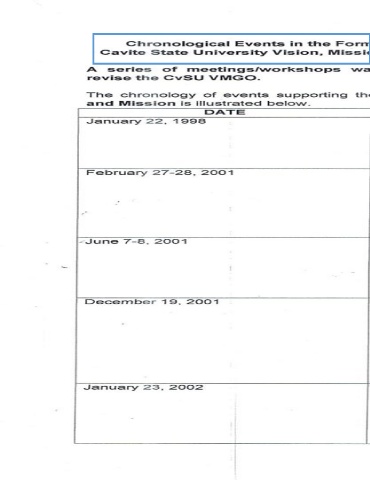 Chronological Events in the Form
Cavite State University Vision, Missi
A series of meetings/workshops wa
revise the CvSU VMGO.
The chronology of events supporting th
and Mission is illustrated below.
DATE
January 22, 1998
February 27-28, 2001
June 7-8, 2001
December 19, 2001
January 23, 2002